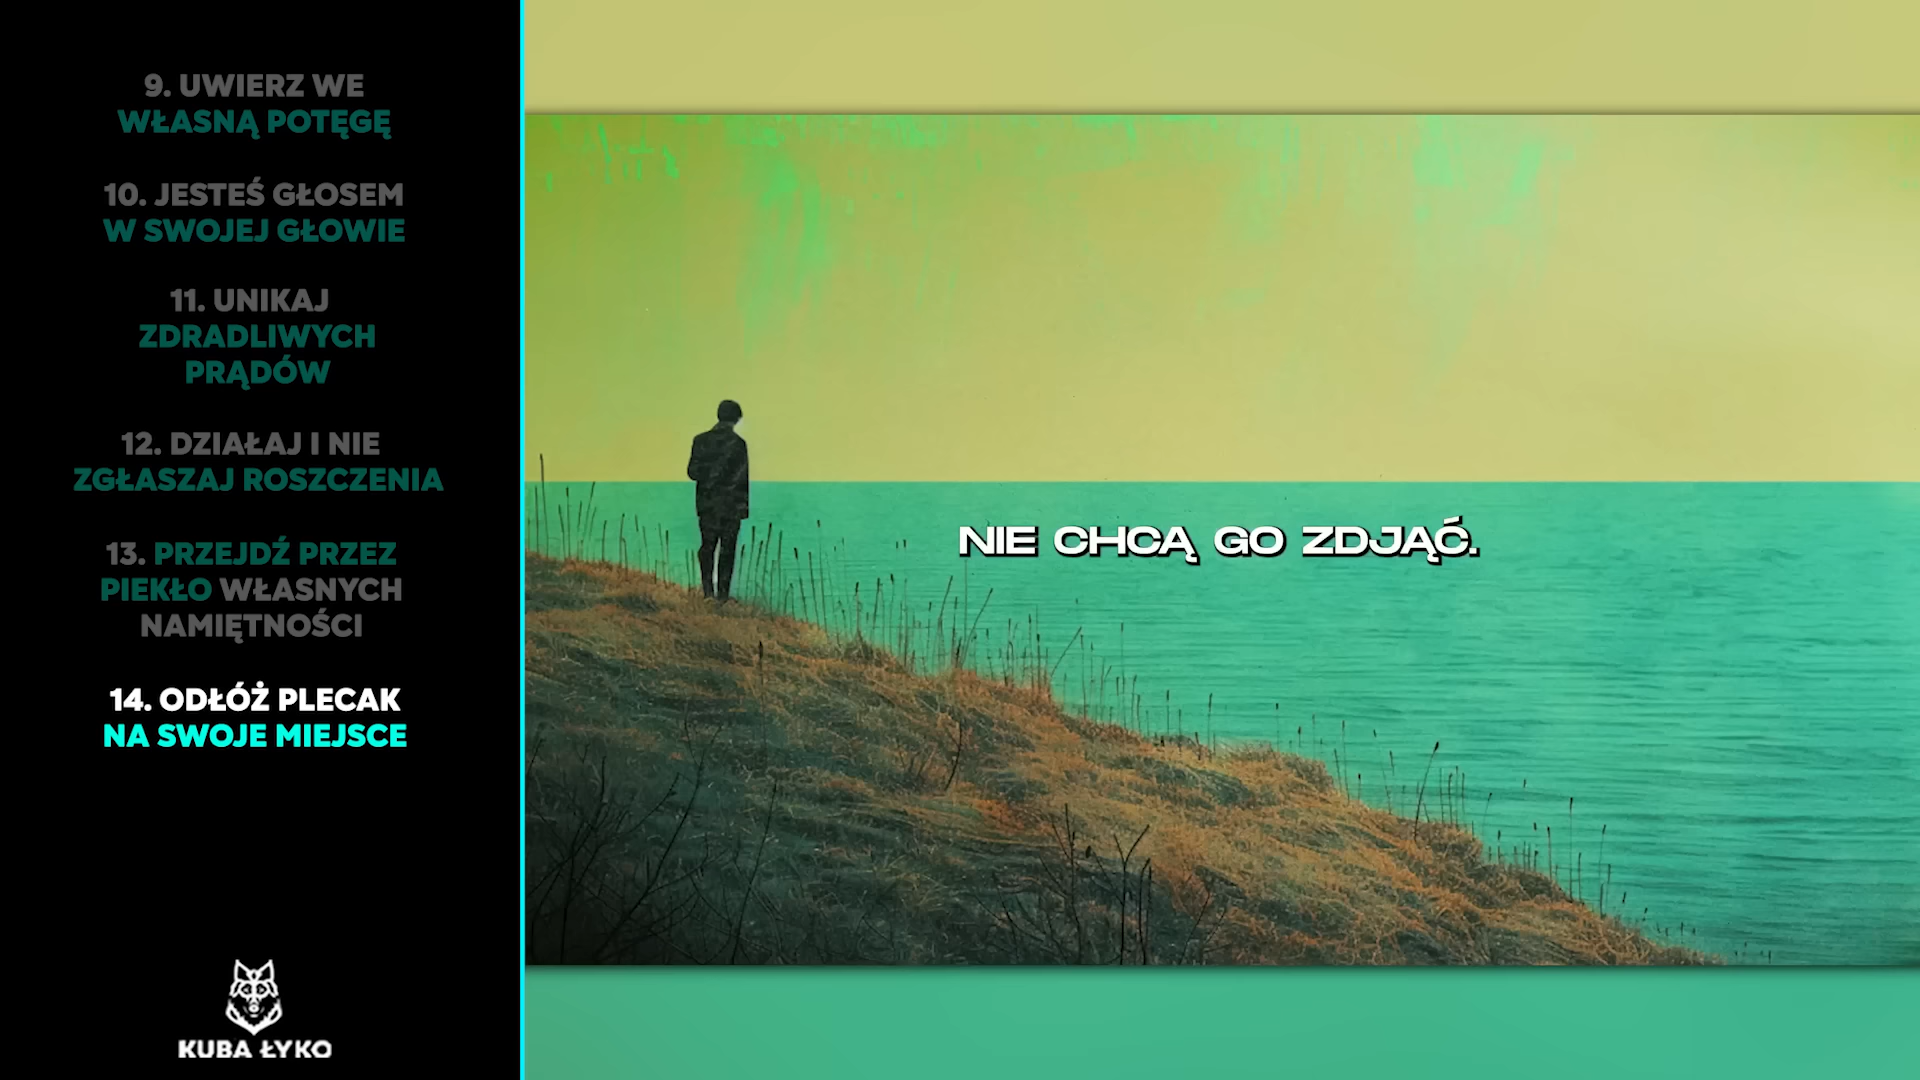 9. UWIERZ WE
WŁASNĄ POTĘGĘ
10. JESTEŚ GŁOSEM
W SWOJEJ GŁOWIE
11. UNIKAJ
ZDRADLIWYCH
PRĄDÓW
12. DZIAŁAJ I NIE
ZGŁASZAJ ROSZCZENIA
13. PRZEJDŹ PRZEZ
PIEKŁO WŁASNYCH
NAMIĘTNOŚCI
14. ODŁÓŻ PLECAK
NA SWOJE MIEJSCE
KUBA ŁYKO
NIE CHCĄ GO ZDJĄĆ.